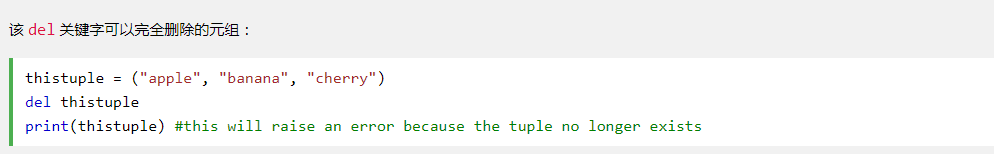 该 del 关键字可以完全删除的元组：
thistuple = ("apple", "banana", "cherry")
del thistuple
print(thistuple) #this will raise an error because the tuple no longer exists